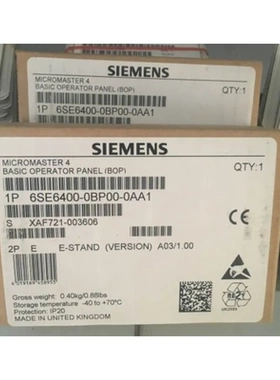 SIEMENS
MICROMASTER 4
BASIC OPERATOR PANEL (BOP)
QTY:1
1P 6SE6400-0BP00-0AA1
SIEMENS
MICROMASTER 4
BASIC OPERATOR PANEL (BOP)
QTY:1
1P 6SE6400-0BP00-0AA1
S XAF721-003606
2P E E-STAND (VERSION) A03/1.00
Gross weight: 0.40kg/0.88lbs
Storage temperature -40 to +70°C
Protection: IP20
MADE IN UNITED KINGDOM